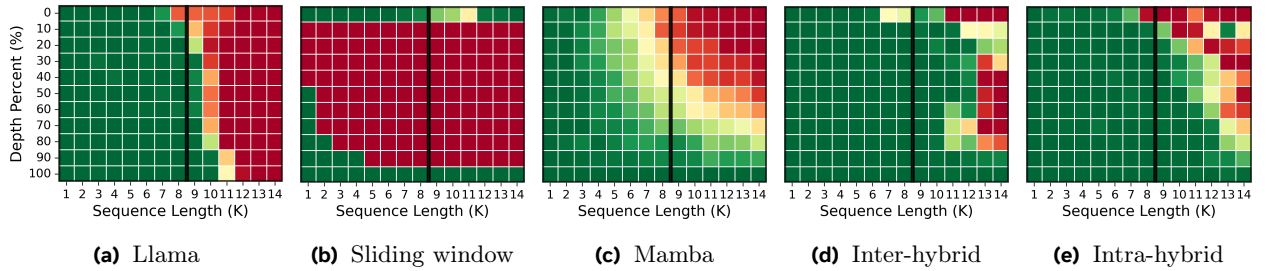 Depth Percent (%)
0
10
20
30
40
50
60
70
80
90
100
1 2 3 4 5 6 7 8 9 10 11 12 13 14
Sequence Length (K)
1 2 3 4 5 6 7 8 9 10 11 12 13 14
Sequence Length (K)
1 2 3 4 5 6 7 8 9 10 11 12 13 14
Sequence Length (K)
1 2 3 4 5 6 7 8 9 10 11 12 13 14
Sequence Length (K)
1 2 3 4 5 6 7 8 9 10 11 12 13 14
Sequence Length (K)
(a) Llama
(b) Sliding window
(c) Mamba
(d) Inter-hybrid
(e) Intra-hybrid